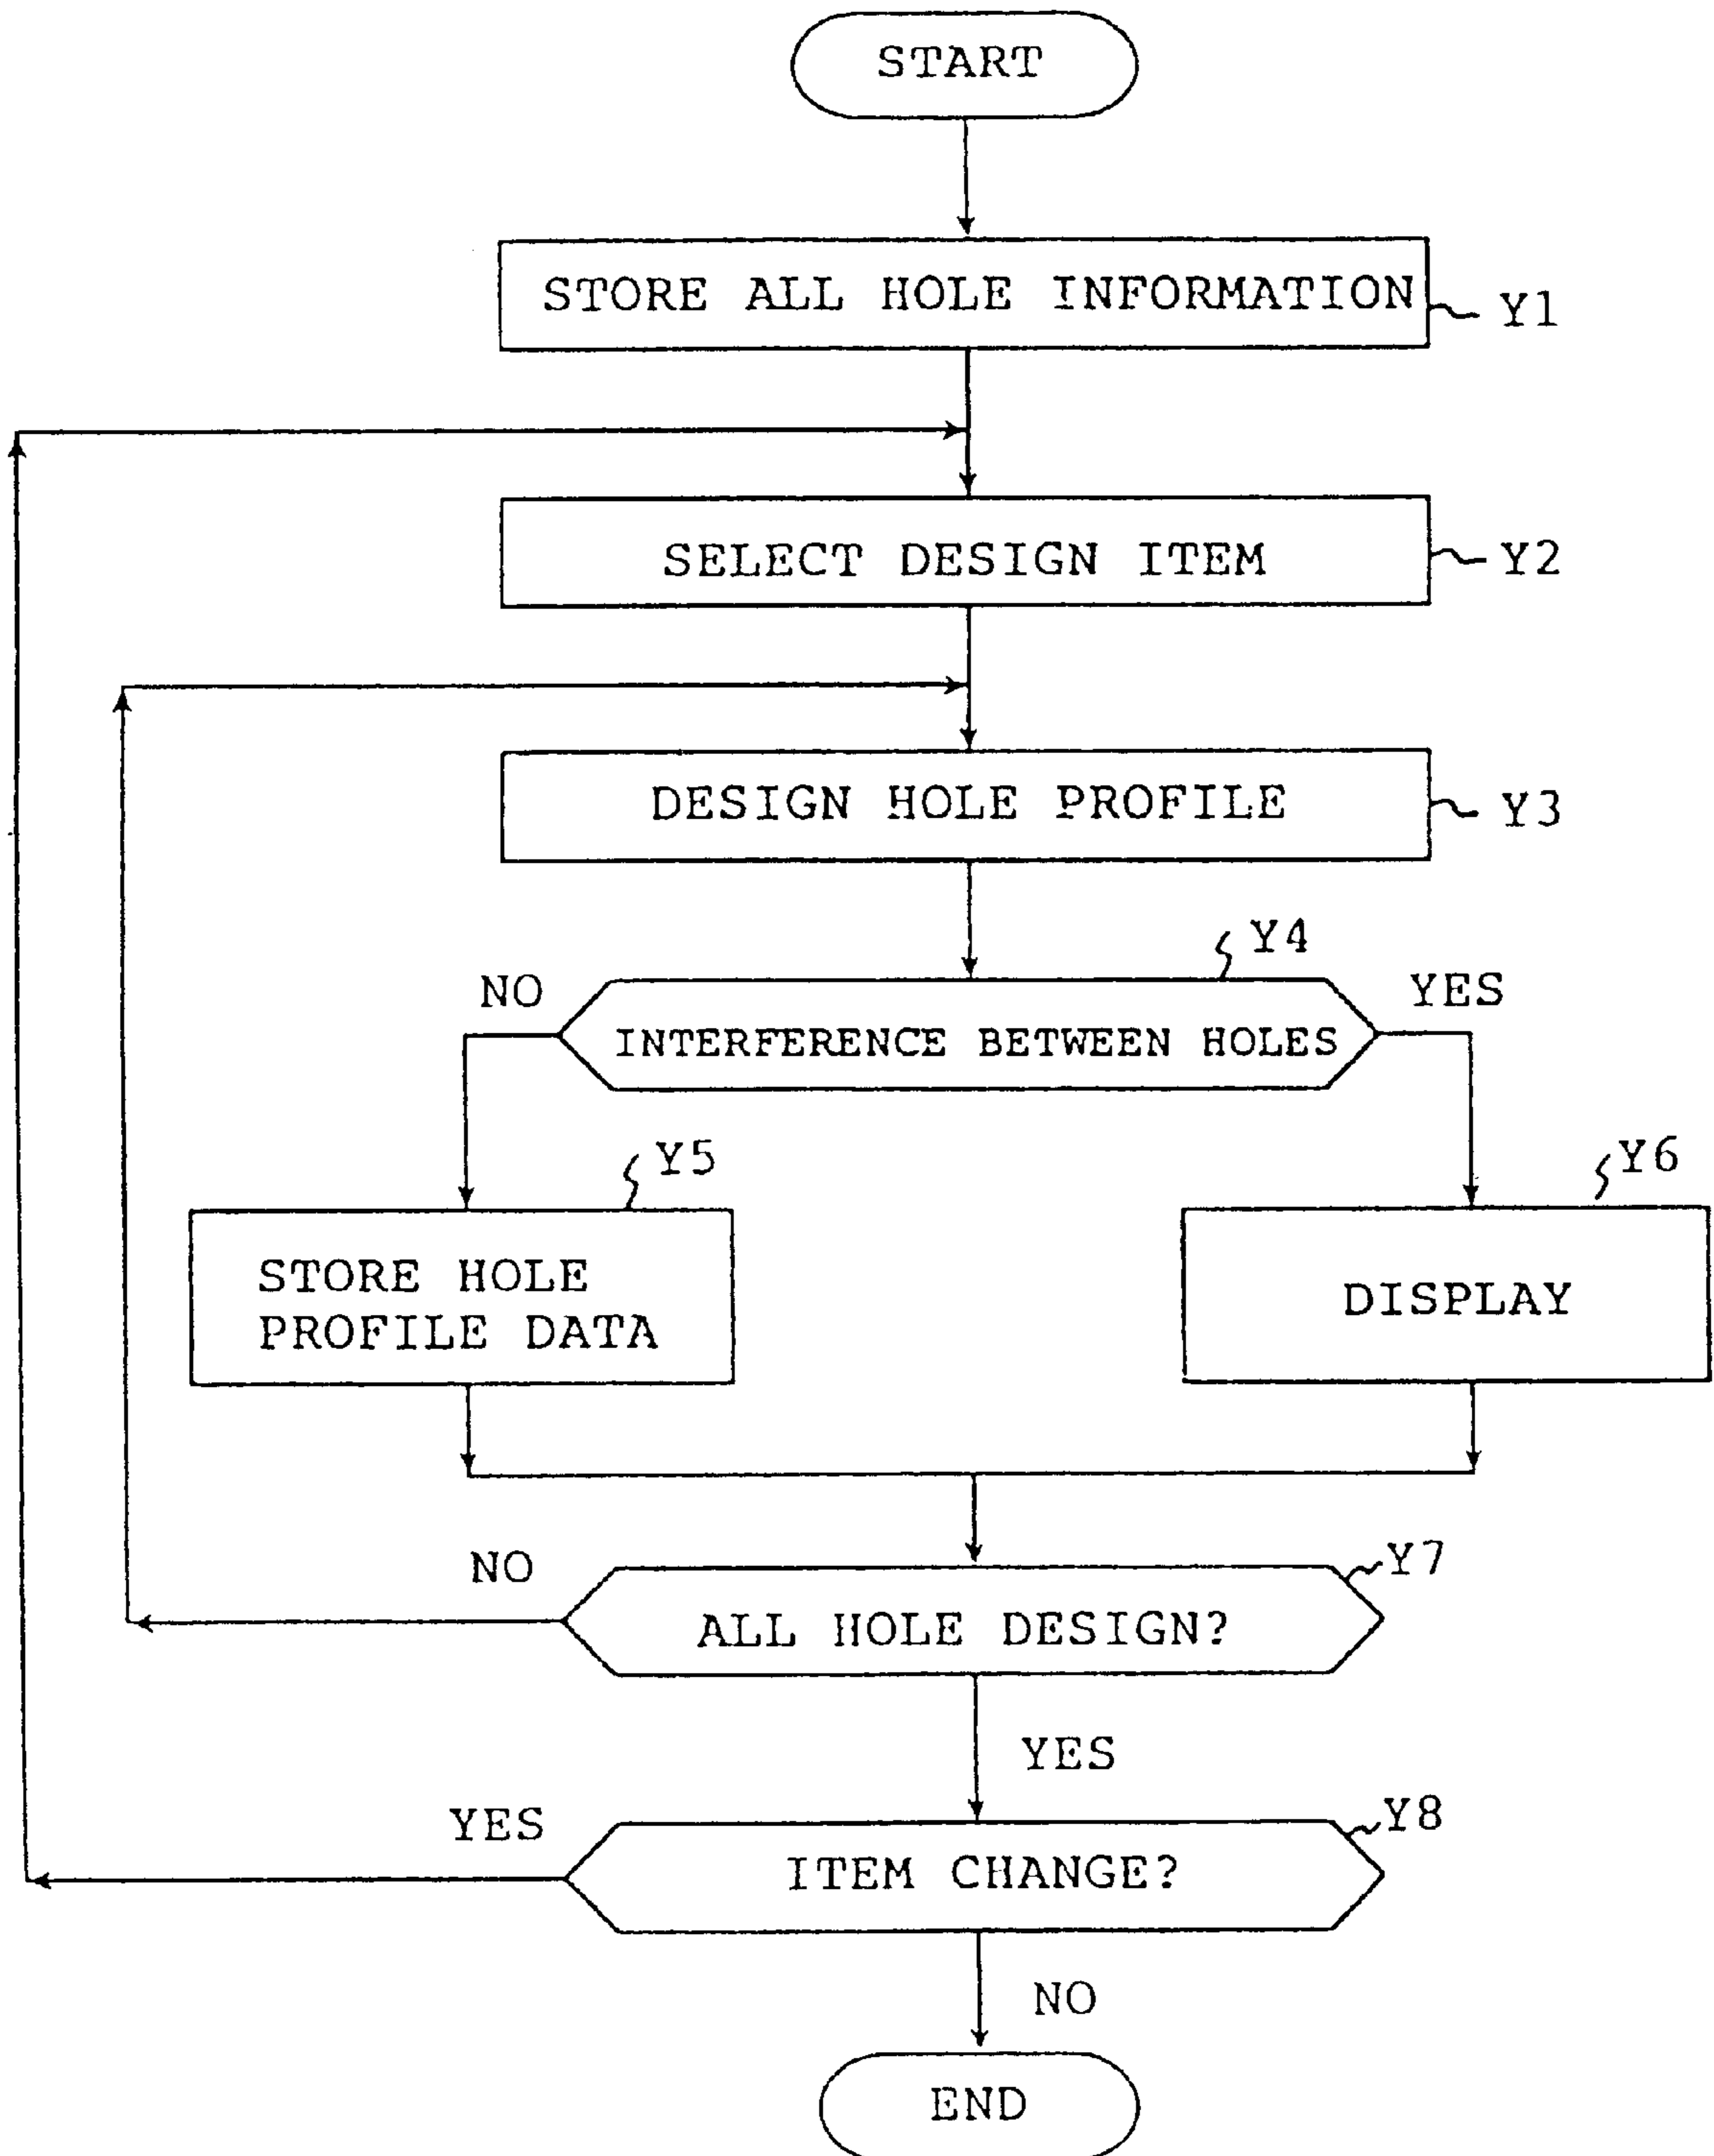 START
STORE ALL HOLE INFORMATION
Y1
SELECT DESIGN ITEM
Y2
DESIGN HOLE PROFILE
Y3
Y4
NO
YES
INTERFERENCE BETWEEN HOLES
Y5
Y6
STORE HOLE
PROFILE DATA
DISPLAY
NO
Y7
ALL HOLE DESIGN?
YES
YES
Y8
ITEM CHANGE?
NO
END